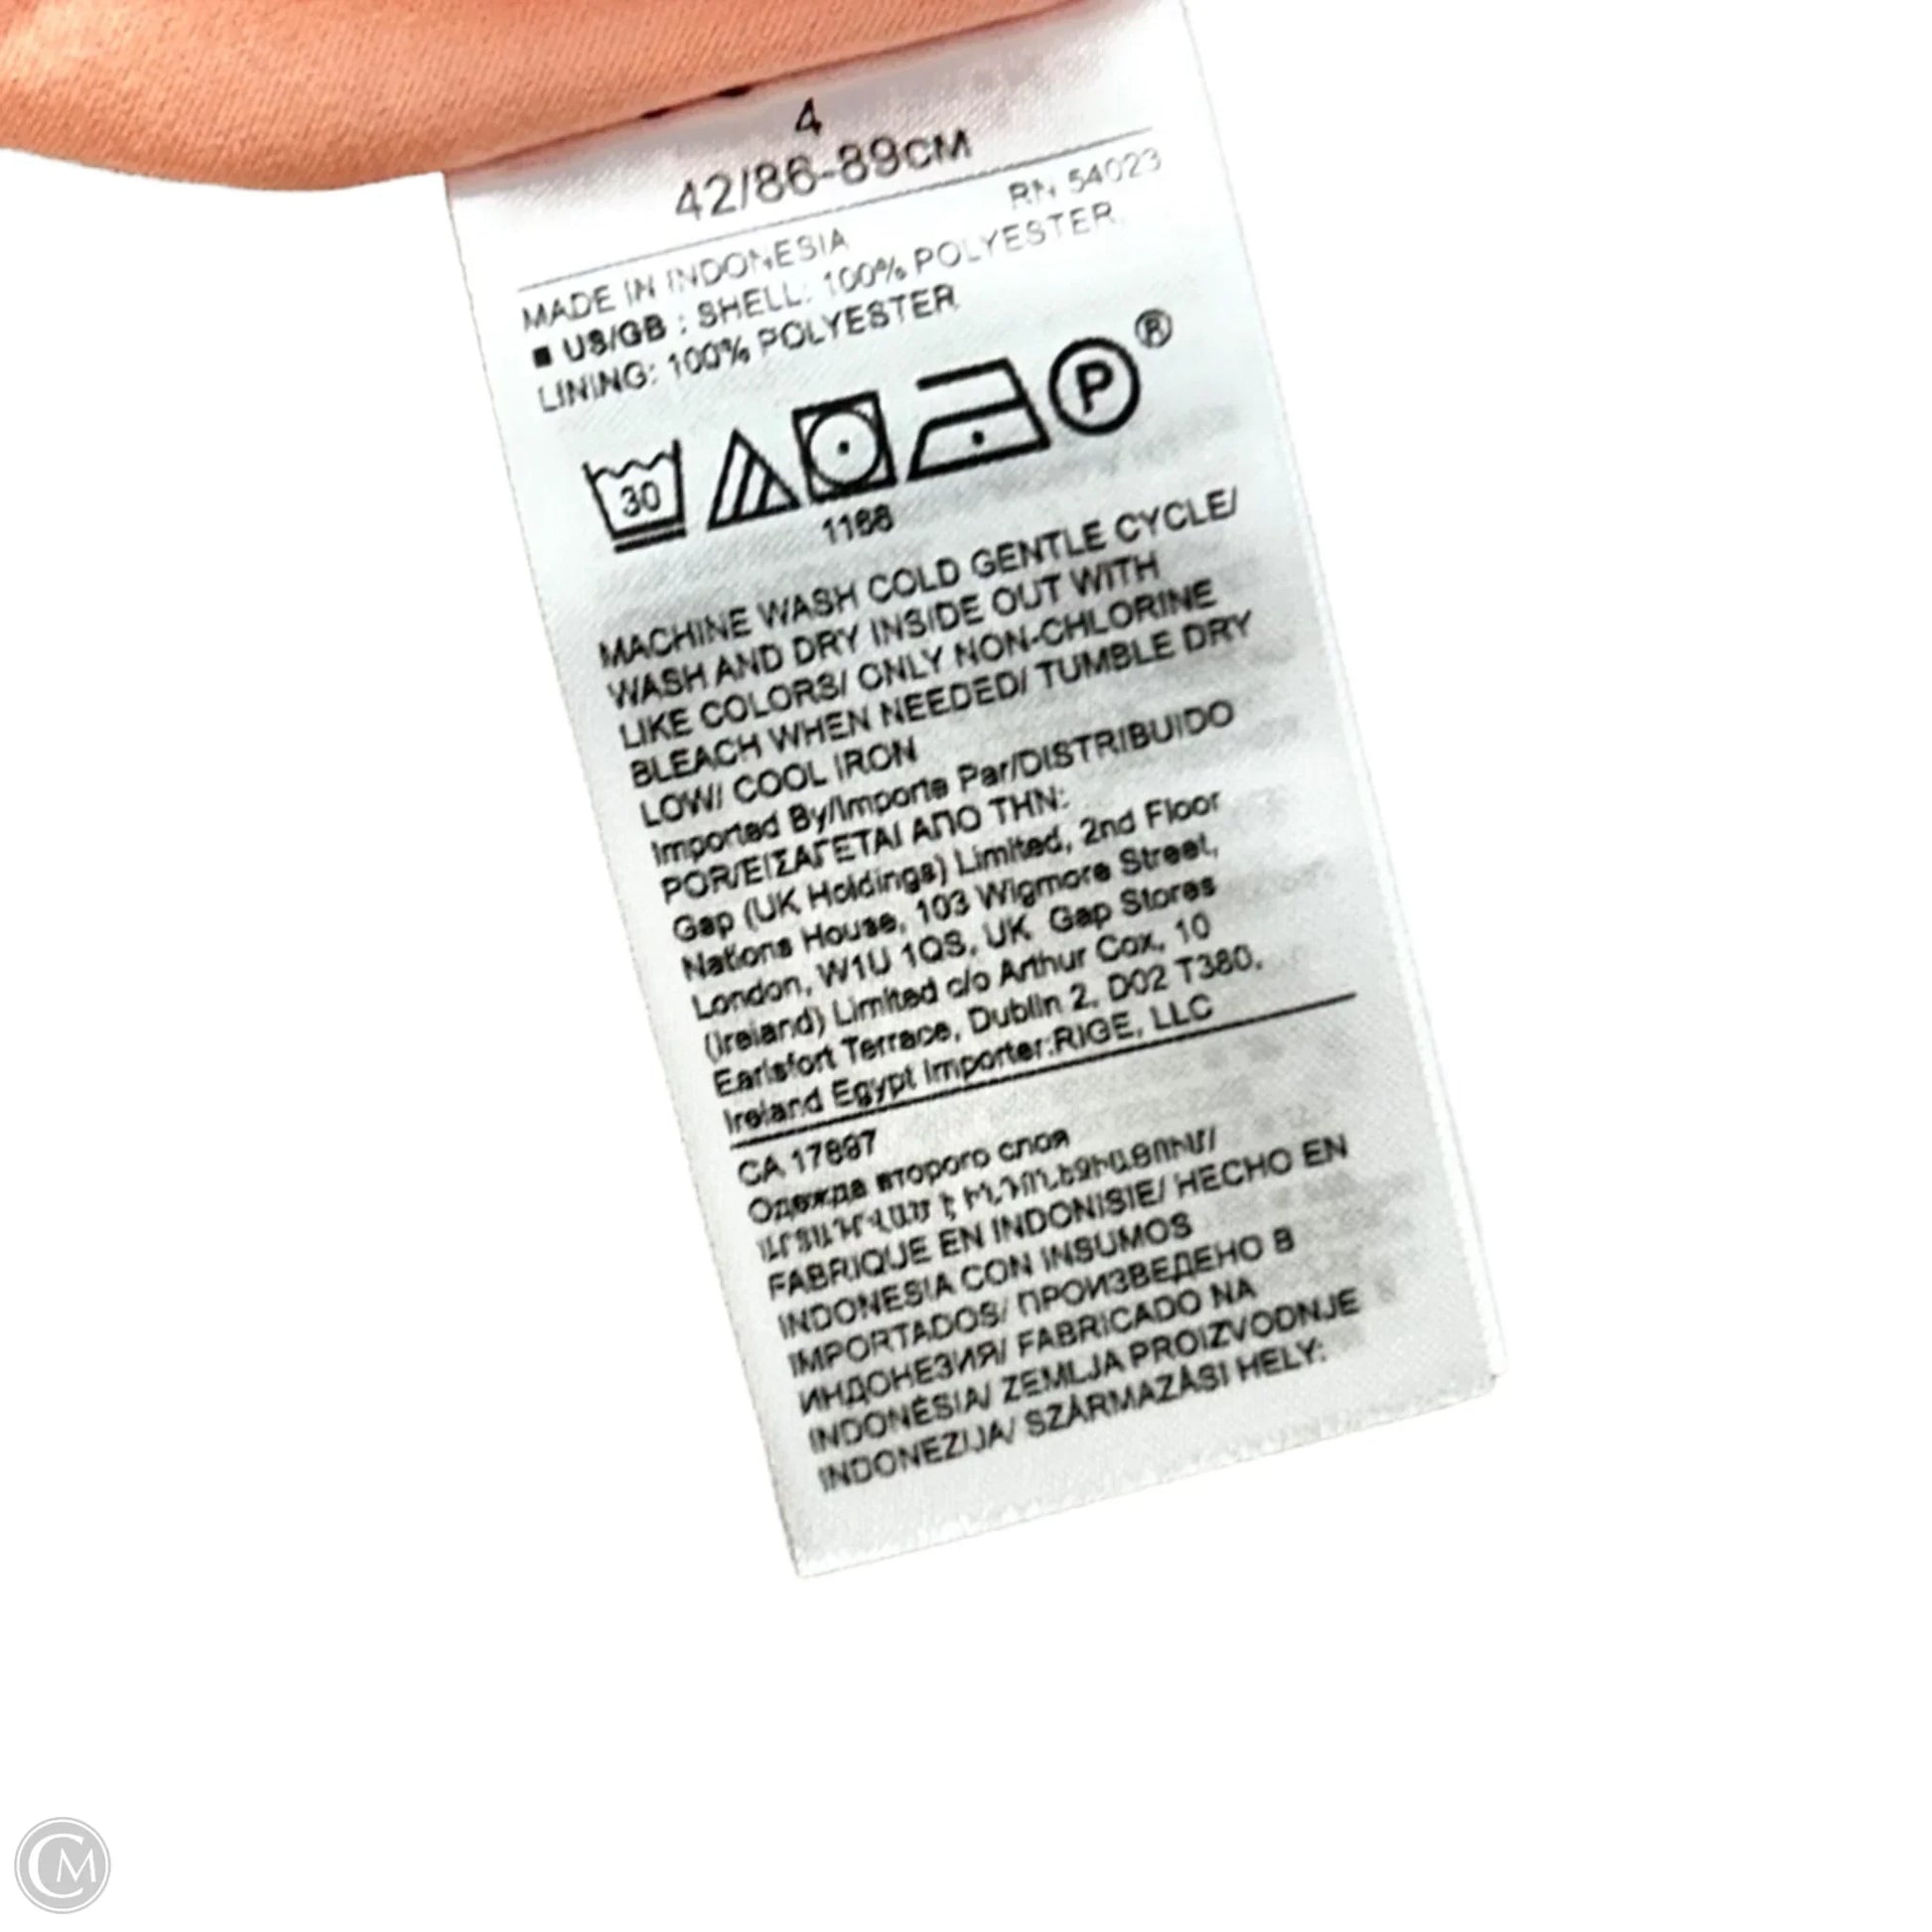 4
42/86-89CM
RN 54023
MADE IN INDONESIA
■ US/GB : SHELL: 100% POLYESTER,
LINING: 100% POLYESTER
30 P ®
1168
MACHINE WASH COLD GENTLE CYCLE/
WASH AND DRY INSIDE OUT WITH
LIKE COLORS/ ONLY NON-CHLORINE
BLEACH WHEN NEEDED/ TUMBLE DRY
LOW/ COOL IRON
Imported By/Importe Par/DISTRIBUIDO
POR/ΕΙΣΑΓΕΤΑΙ ΑΠΟ ΤΗΝ:
Gap (UK Holdings) Limited, 2nd Floor
Nations House, 103 Wigmore Street,
London, W1U 1QS, UK Gap Stores
(Ireland) Limited c/o Arthur Cox, 10
Earlsfort Terrace, Dublin 2, D02 T380,
Ireland Egypt Importer:RIGE, LLC
CA 17897
Одежда второго слоя
FABRIQUE EN INDONISIE/ HECHO EN
INDONESIA CON INSUMOS
IMPORTADOS/ ПРОИЗВЕДЕНО В
ИНДОНЕЗИЯ/ FABRICADO NA
INDONÉSIA/ ZEMLJA PROIZVODNJE
INDONEZIJA/ SZÁRMAZÁSI HELY:
CM